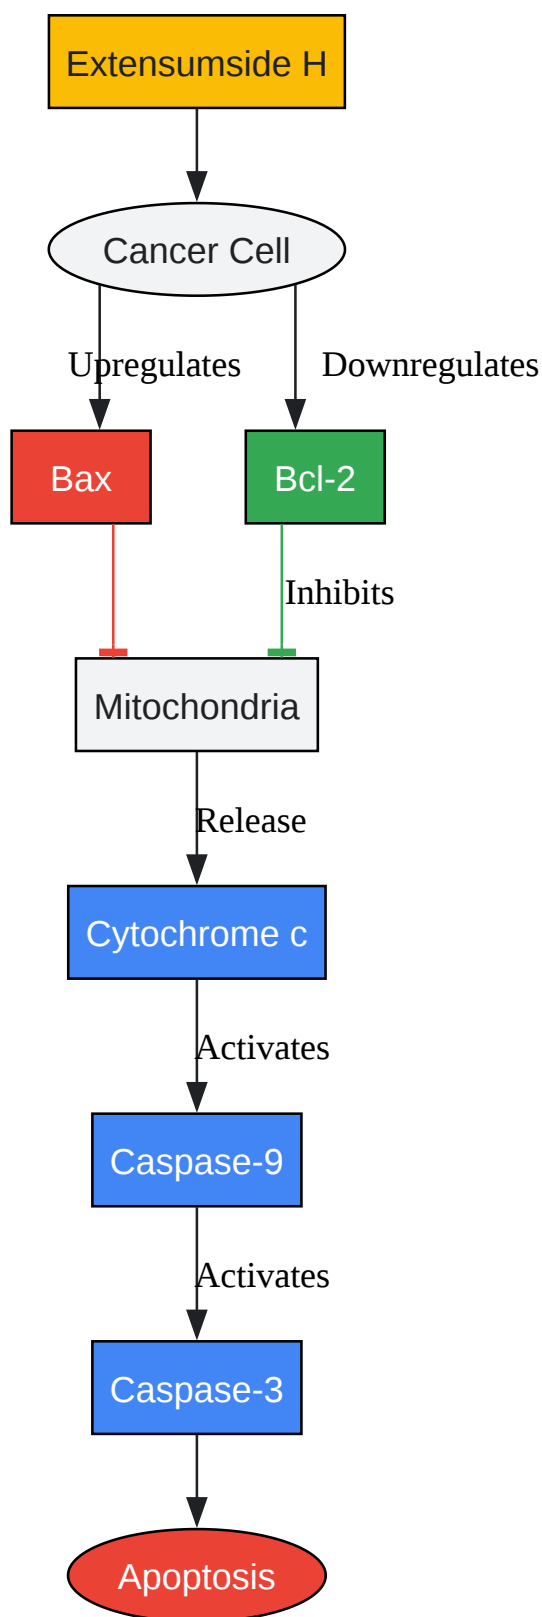 Extensumside H
Cancer Cell
Upregulates
Downregulates
Bax
Bcl-2
Inhibits
Mitochondria
Release
Cytochrome c
Activates
Caspase-9
Activates
Caspase-3
Apoptosis